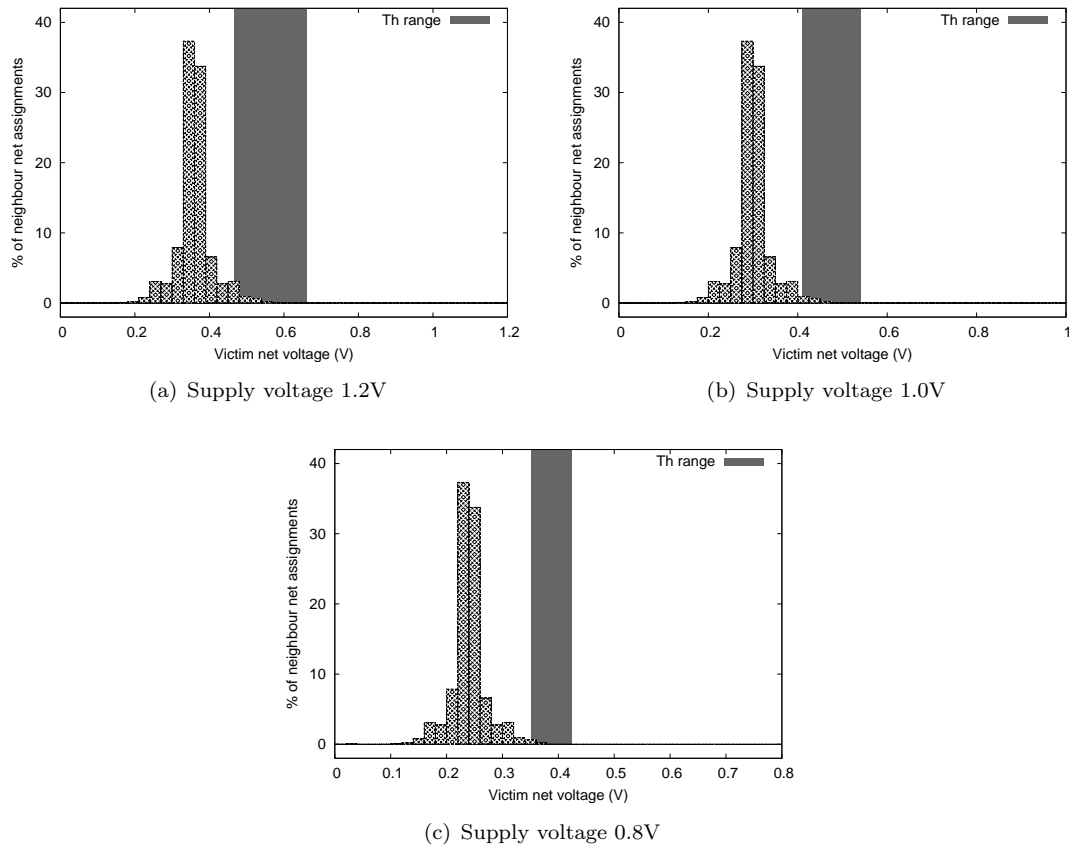 40
30
20
10
0
% of neighbour net assignments
Th range
0 0.2 0.4 0.6 0.8 1 1.2
Victim net voltage (V)
(a) Supply voltage 1.2V
40
30
20
10
0
% of neighbour net assignments
Th range
0 0.2 0.4 0.6 0.8 1
Victim net voltage (V)
(b) Supply voltage 1.0V
40
30
20
10
0
% of neighbour net assignments
Th range
0 0.1 0.2 0.3 0.4 0.5 0.6 0.7 0.8
Victim net voltage (V)
(c) Supply voltage 0.8V